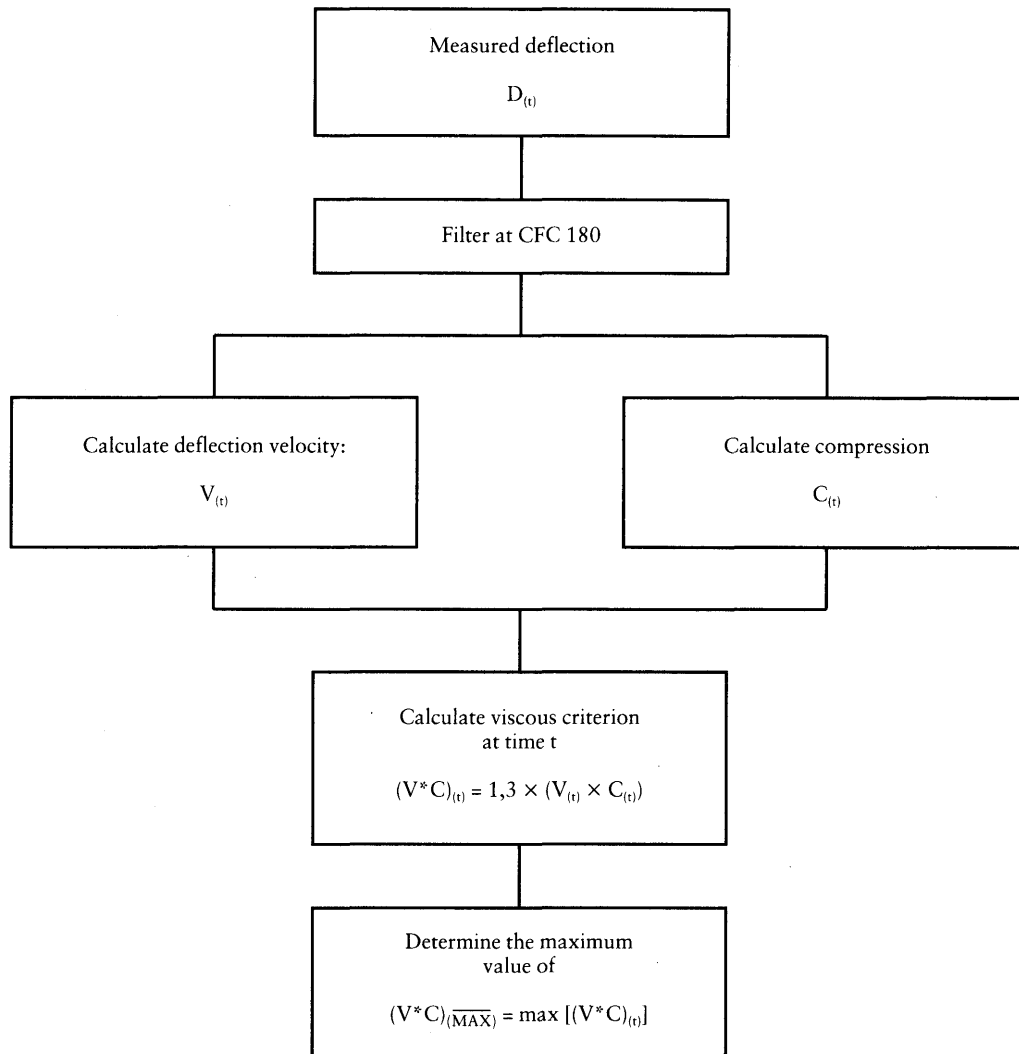 Measured deflection
D(t)
Filter at CFC 180
Calculate deflection velocity:
V(t)
Calculate compression
C(t)
Calculate viscous criterion
at time t
(V*C)(t) = 1,3 × (V(t) × C(t))
Determine the maximum
value of
(V*C)(MAX) = max [(V*C)(t)]